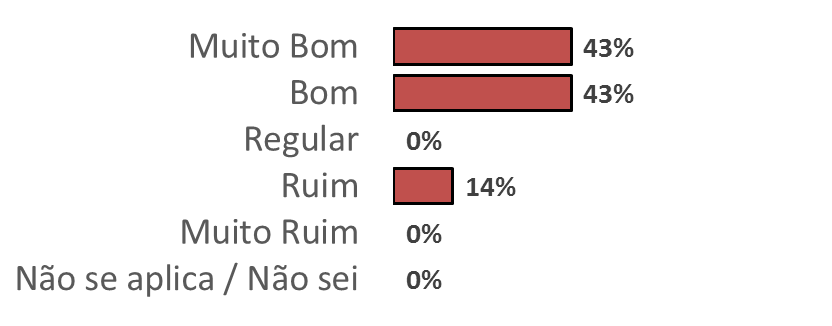 Muito Bom 43%
Bom 43%
Regular 0%
Ruim 14%
Muito Ruim 0%
Não se aplica / Não sei 0%